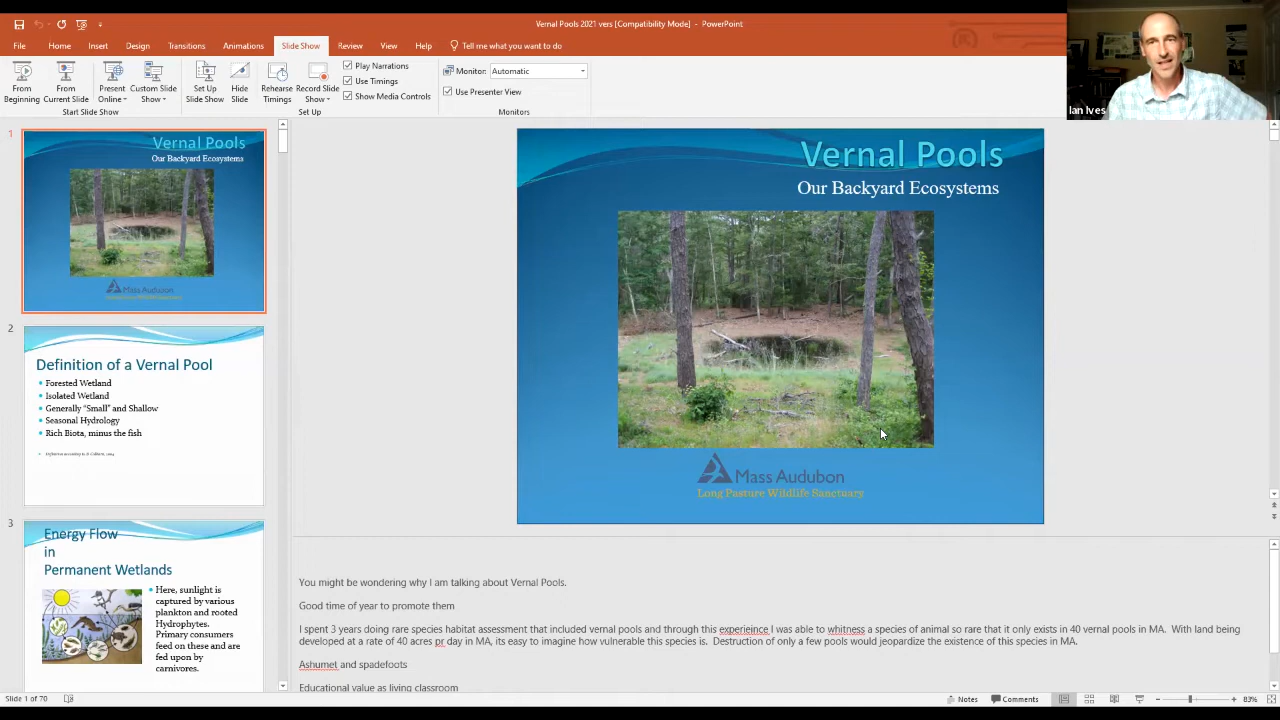 Vernal Pools 2021 vers [Compatibility Mode] - PowerPoint
File Home Insert Design Transitions Animations Slide Show Review View Help Tell me what you want to do
Play Narrations
Use Timings
Show Media Controls
Monitor: Automatic
Use Presenter View
From Beginning
From Current Slide
Present Online
Custom Slide Show
Set Up Slide Show
Hide Slide
Rehearse Timings
Record Slide Show
Start Slide Show
Set Up
Monitors
Ian Ives
1
Vernal Pools
Our Backyard Ecosystems
Mass Audubon
2
Definition of a Vernal Pool
Forested Wetland
Isolated Wetland
Generally “Small” and Shallow
Seasonal Hydrology
Rich Biota, minus the fish
3
Energy Flow
in
Permanent Wetlands
Here, sunlight is
captured by various
plankton and rooted
Hydrophytes.
Primary consumers
feed on these and are
fed upon by
carnivores.
Vernal Pools
Our Backyard Ecosystems
Mass Audubon
Long Pasture Wildlife Sanctuary
You might be wondering why I am talking about Vernal Pools.
Good time of year to promote them
I spent 3 years doing rare species habitat assessment that included vernal pools and through this experieince I was able to whitness a species of animal so rare that it only exists in 40 vernal pools in MA. With land being
developed at a rate of 40 acres pr day in MA, its easy to imagine how vulnerable this species is. Destruction of only a few pools would jeopardize the existence of this species in MA.
Ashumet and spadefoots
Educational value as living classroom
Slide 1 of 70
Notes
Comments
83%